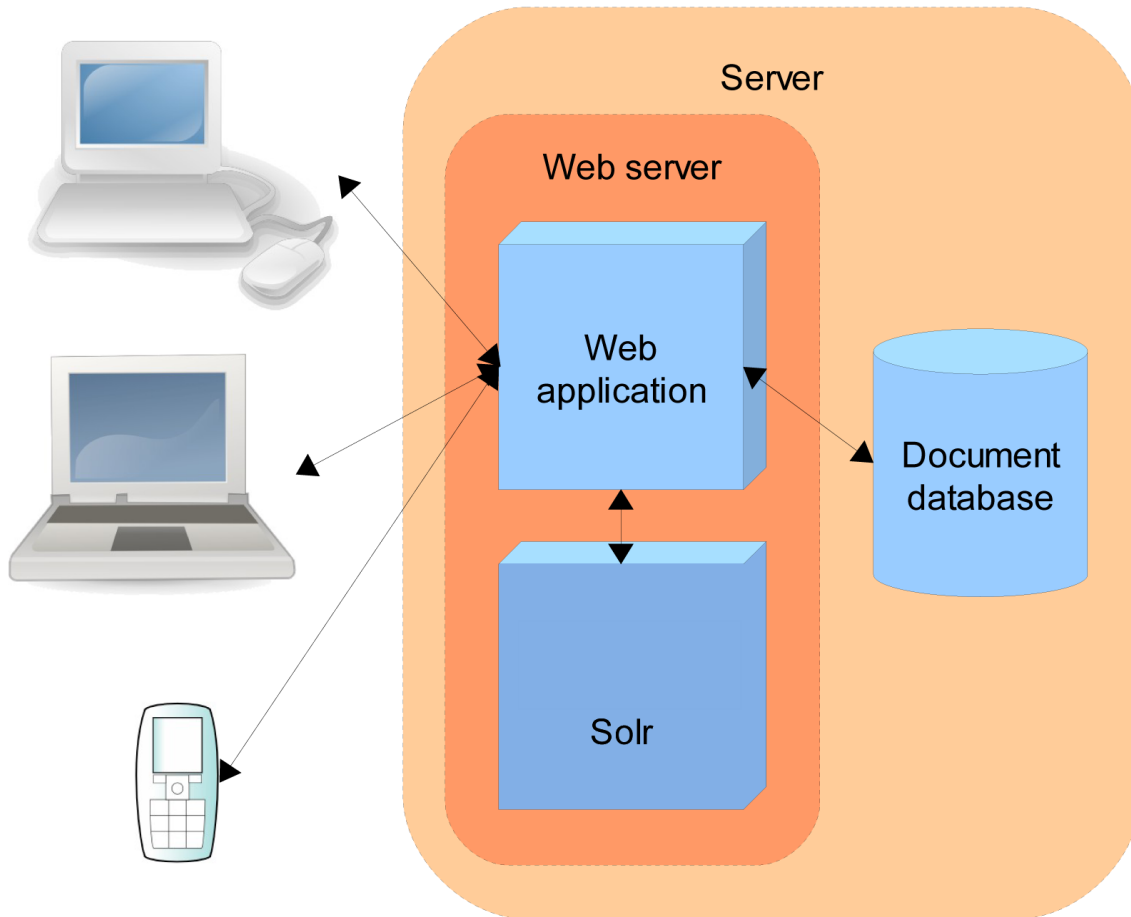 Server
Web server
Web
application
Document
database
Solr